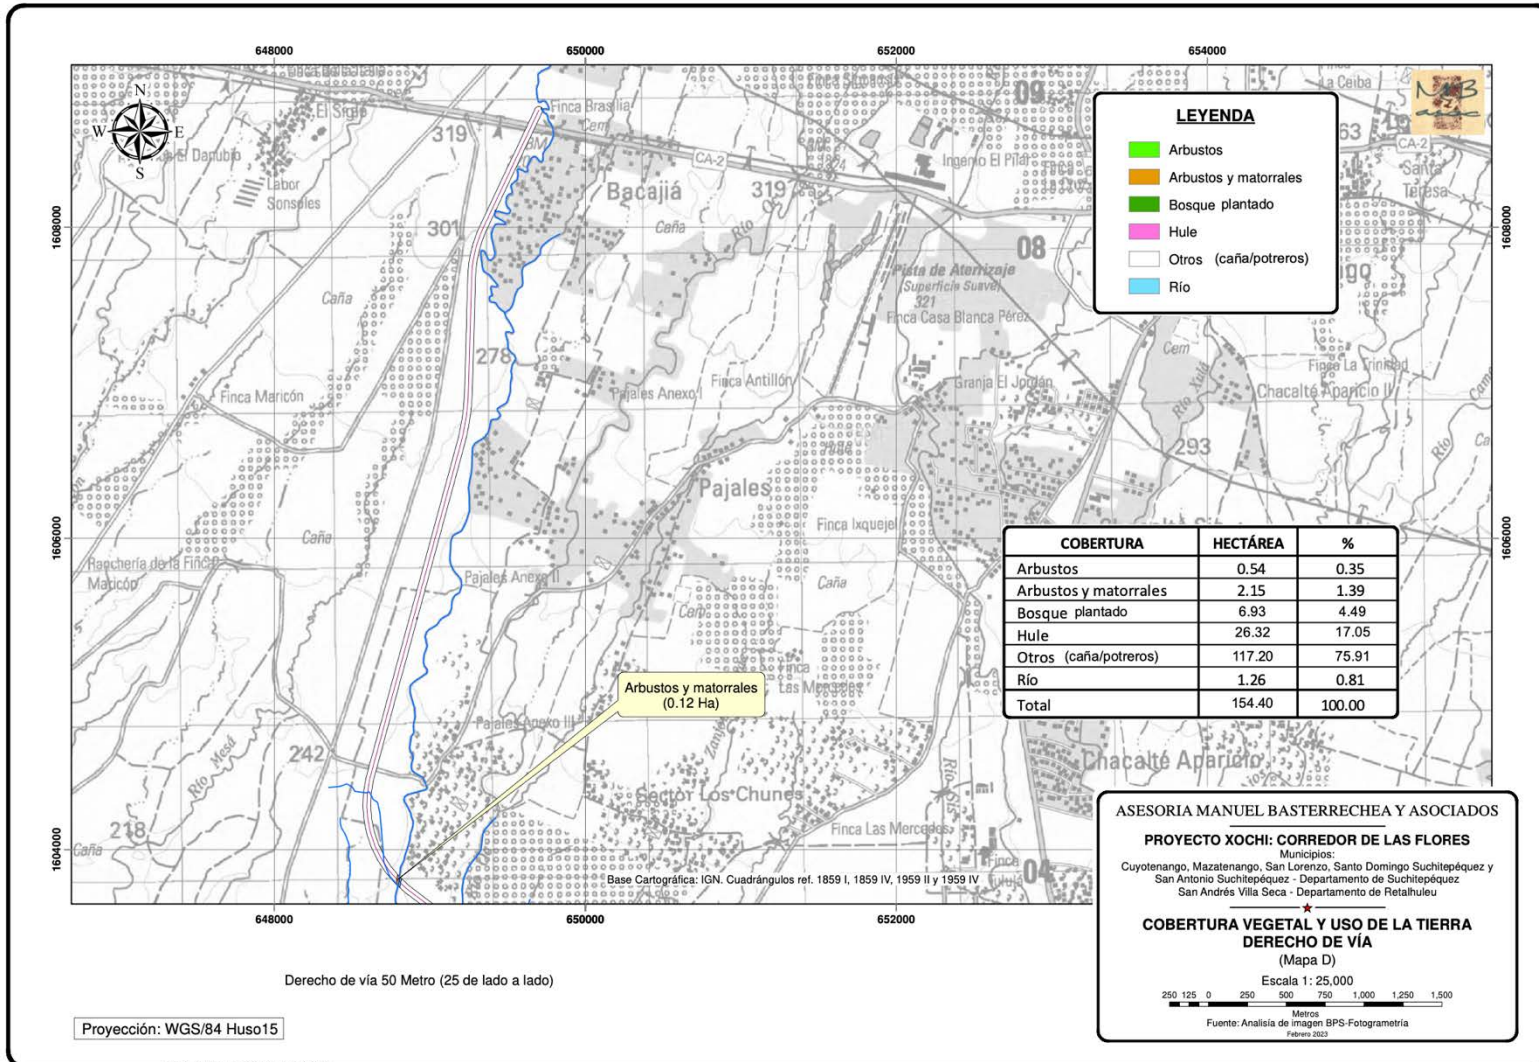 648000
650000
652000
654000
N
W
E
S
El Danubio
Labor
Sonsoles
319
Finca Brasilia
Cem
BM
Bacajiá
CA-2
319
Caña
Río
09
Ingenio El Pilar
08
Pista de Aterrizaje
(Superficie Suave)
321
Finca Casa Blanca Pérez
La Ceiba
63
CA-2
Santa
Teresa
LEYENDA
Arbustos
Arbustos y matorrales
Bosque plantado
Hule
Otros (caña/potreros)
Río
1608000
1608000
301
Caña
278
Finca Maricón
Pajales Anexo I
Finca Antillón
Granja El Jordán
Cem
Río Xulá
Finca La Trinidad
Chacalté Aparicio II
293
Río
Pajales
Finca Ixquejel
Caña
1606000
1606000
Ranchería de la Finca
Maricón
Pajales Anexo II
Cem
Caña
COBERTURA HECTÁREA %
Arbustos 0.54 0.35
Arbustos y matorrales 2.15 1.39
Bosque plantado 6.93 4.49
Hule 26.32 17.05
Otros (caña/potreros) 117.20 75.91
Río 1.26 0.81
Total 154.40 100.00
Arbustos y matorrales
(0.12 Ha)
Finca
Las Mercedes
Pajales Anexo III
Río Mesá
242
Zanjón
Chacalté Aparicio
Sector Los Chunes
Río Sis
218
Caña
Finca Las Mercedes
Finca
04
1604000
Base Cartográfica: IGN. Cuadrángulos ref. 1859 I, 1859 IV, 1959 II y 1959 IV
648000
650000
652000
ASESORIA MANUEL BASTERRECHEA Y ASOCIADOS
PROYECTO XOCHI: CORREDOR DE LAS FLORES
Municipios:
Cuyotenango, Mazatenango, San Lorenzo, Santo Domingo Suchitepéquez y
San Antonio Suchitepéquez - Departamento de Suchitepéquez
San Andrés Villa Seca - Departamento de Retalhuleu
COBERTURA VEGETAL Y USO DE LA TIERRA
DERECHO DE VÍA
(Mapa D)
Escala 1: 25,000
250 125 0 250 500 750 1,000 1,250 1,500
Metros
Fuente: Analisía de imagen BPS-Fotogrametría
Febrero 2023
Derecho de vía 50 Metro (25 de lado a lado)
Proyección: WGS/84 Huso15